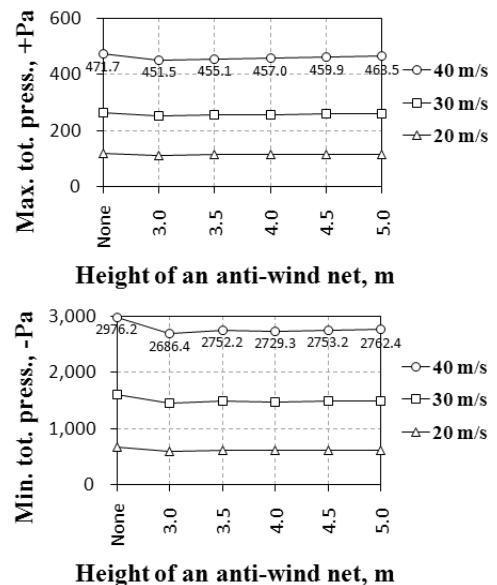 Max. tot. press., +Pa
600
400
200
0
471.7
451.5
455.1
457.0
459.9
463.5
40 m/s
30 m/s
20 m/s
None
3.0
3.5
4.0
4.5
5.0
Height of an anti-wind net, m
Min. tot. press., -Pa
3,000
2,000
1,000
0
2976.2
2686.4
2752.2
2729.3
2753.2
2762.4
40 m/s
30 m/s
20 m/s
None
3.0
3.5
4.0
4.5
5.0
Height of an anti-wind net, m